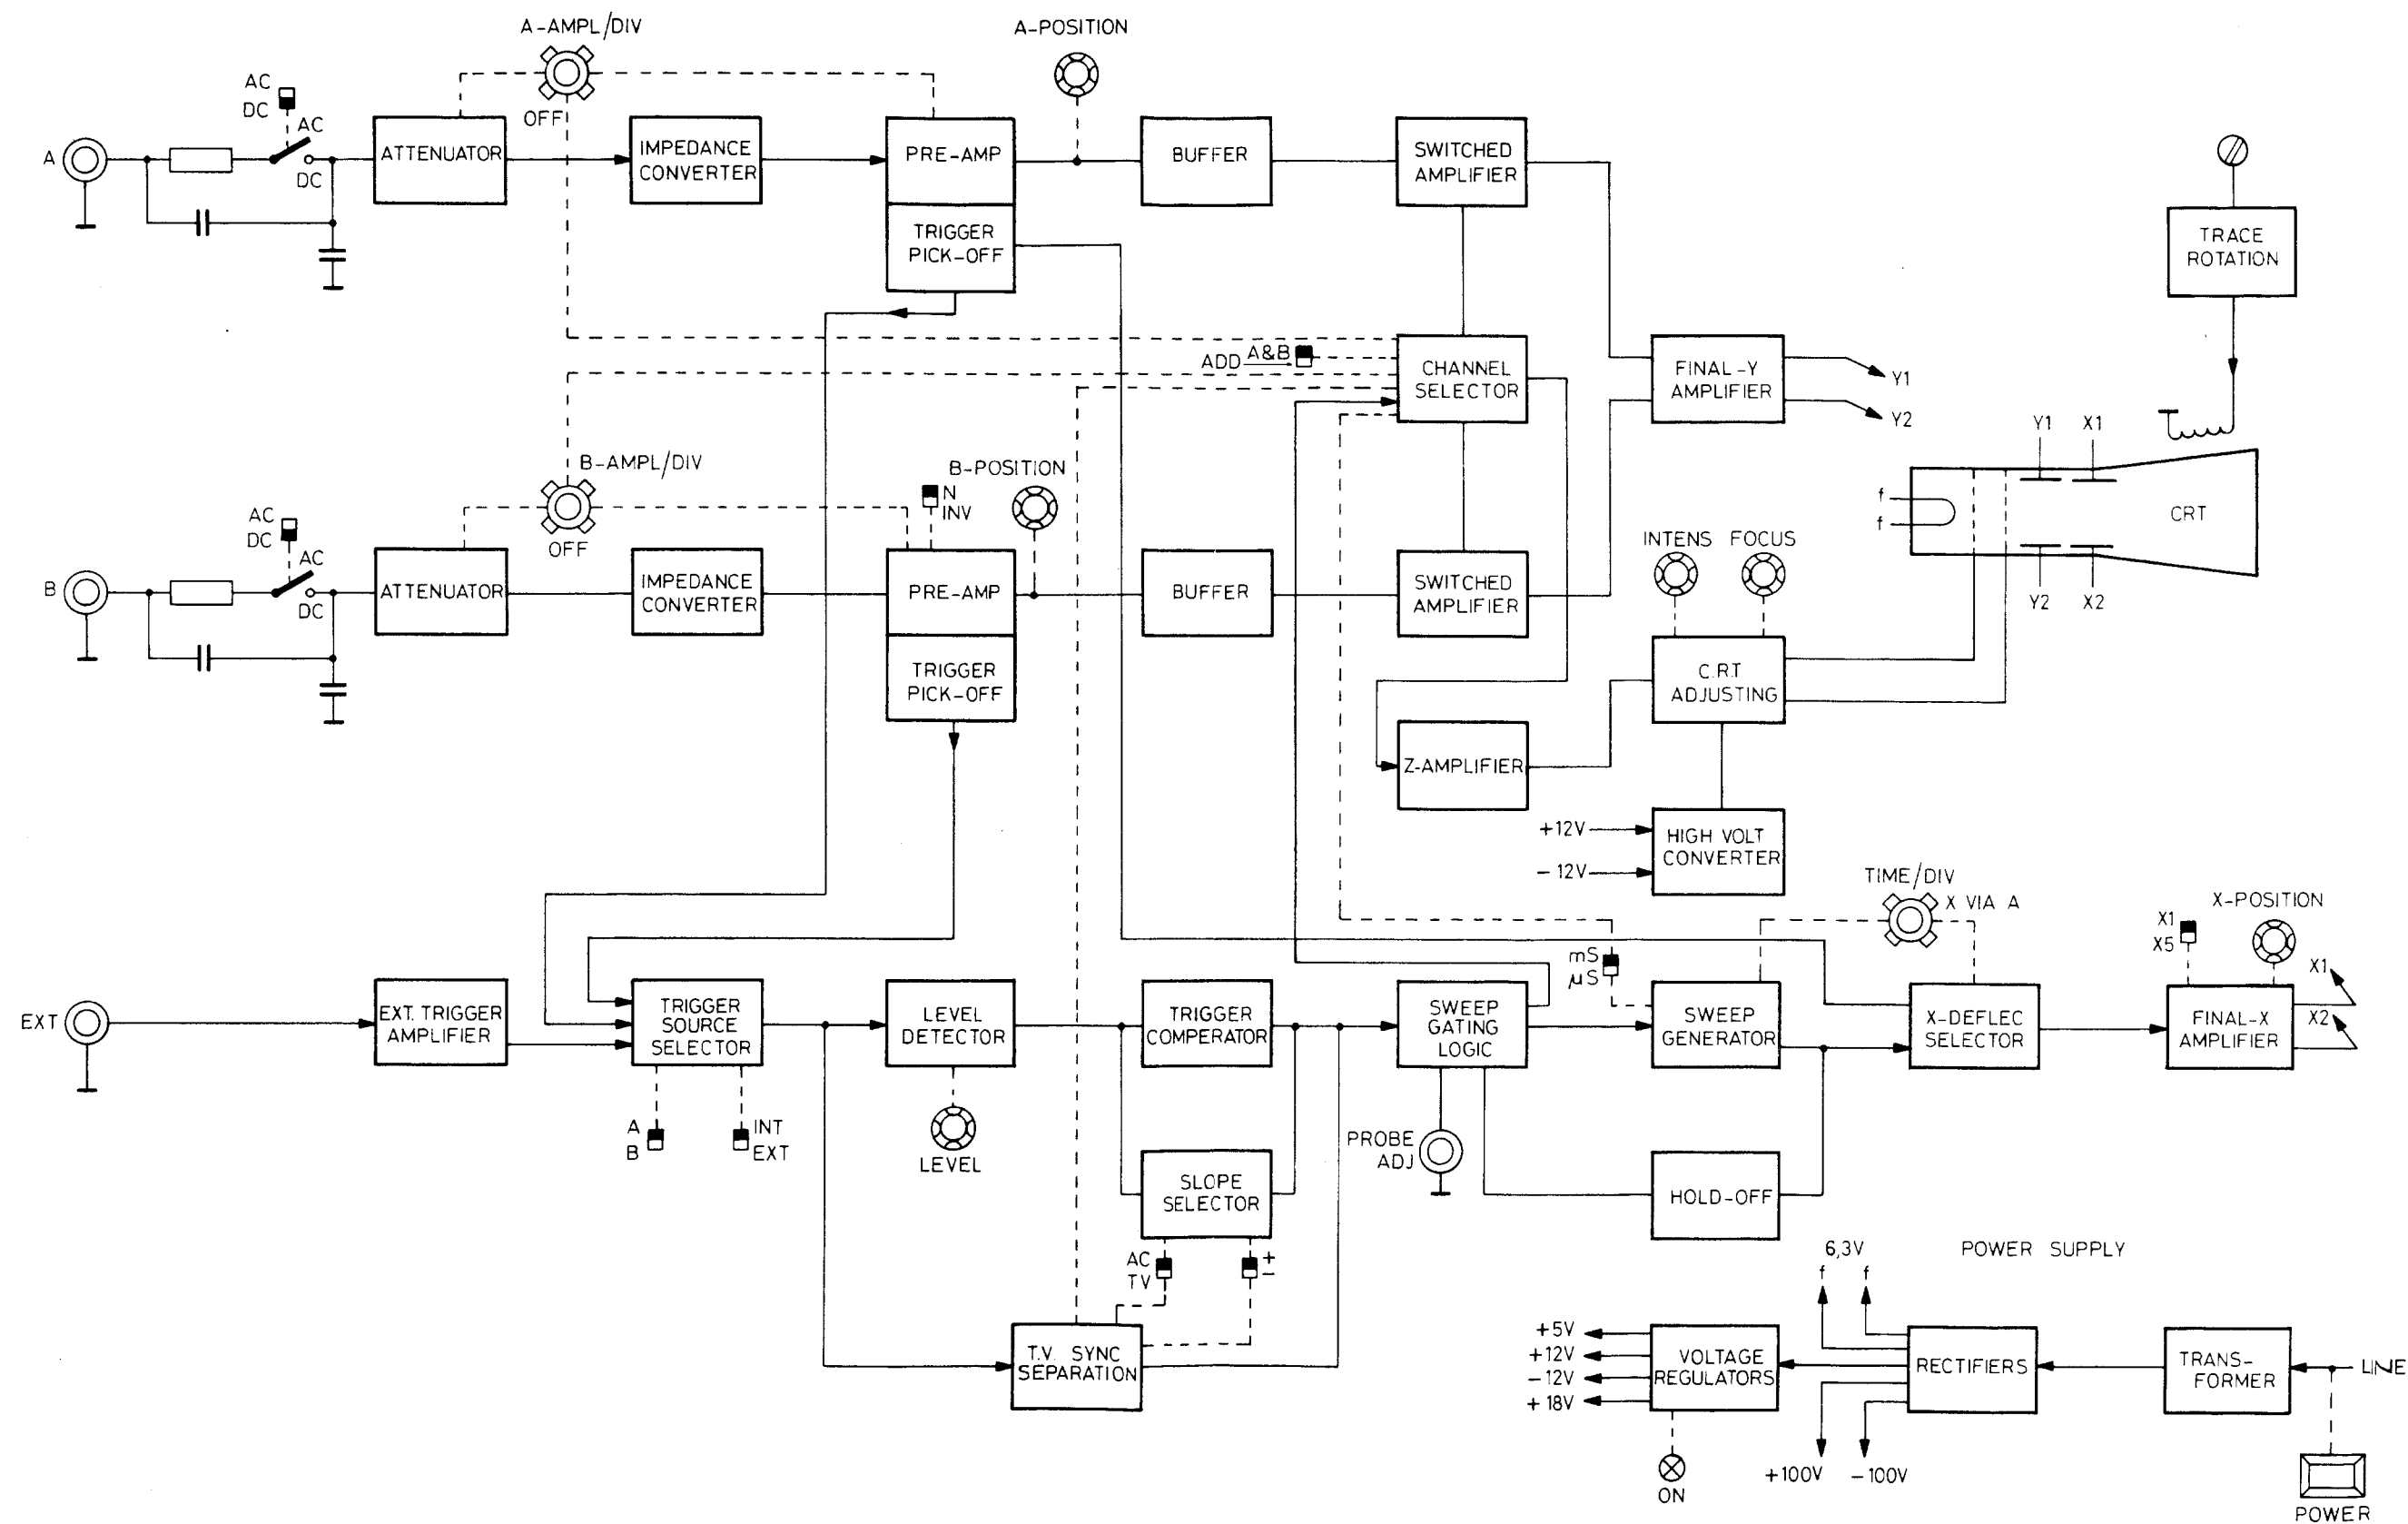 A-AMPL/DIV
A-POSITION
AC
DC
AC
DC
A
OFF
ATTENUATOR
IMPEDANCE
CONVERTER
PRE-AMP
BUFFER
SWITCHED
AMPLIFIER
TRIGGER
PICK-OFF
TRACE
ROTATION
ADD
A&B
CHANNEL
SELECTOR
FINAL-Y
AMPLIFIER
Y1
Y2
B-AMPL/DIV
B-POSITION
N
INV
AC
DC
AC
DC
B
OFF
ATTENUATOR
IMPEDANCE
CONVERTER
PRE-AMP
BUFFER
SWITCHED
AMPLIFIER
TRIGGER
PICK-OFF
Y1
X1
f
f
CRT
Y2
X2
INTENS
FOCUS
C.R.T
ADJUSTING
Z-AMPLIFIER
+12V
-12V
HIGH VOLT
CONVERTER
TIME/DIV
X VIA A
X1
X5
X-POSITION
mS
µS
EXT
EXT. TRIGGER
AMPLIFIER
TRIGGER
SOURCE
SELECTOR
LEVEL
DETECTOR
TRIGGER
COMPERATOR
SWEEP
GATING
LOGIC
SWEEP
GENERATOR
X-DEFLEC
SELECTOR
FINAL-X
AMPLIFIER
X1
X2
A
B
INT
EXT
LEVEL
SLOPE
SELECTOR
PROBE
ADJ
HOLD-OFF
AC
TV
+
-
T.V. SYNC
SEPARATION
6,3V
f
f
POWER SUPPLY
+5V
+12V
-12V
+18V
VOLTAGE
REGULATORS
RECTIFIERS
TRANS-
FORMER
LINE
+100V
-100V
ON
POWER